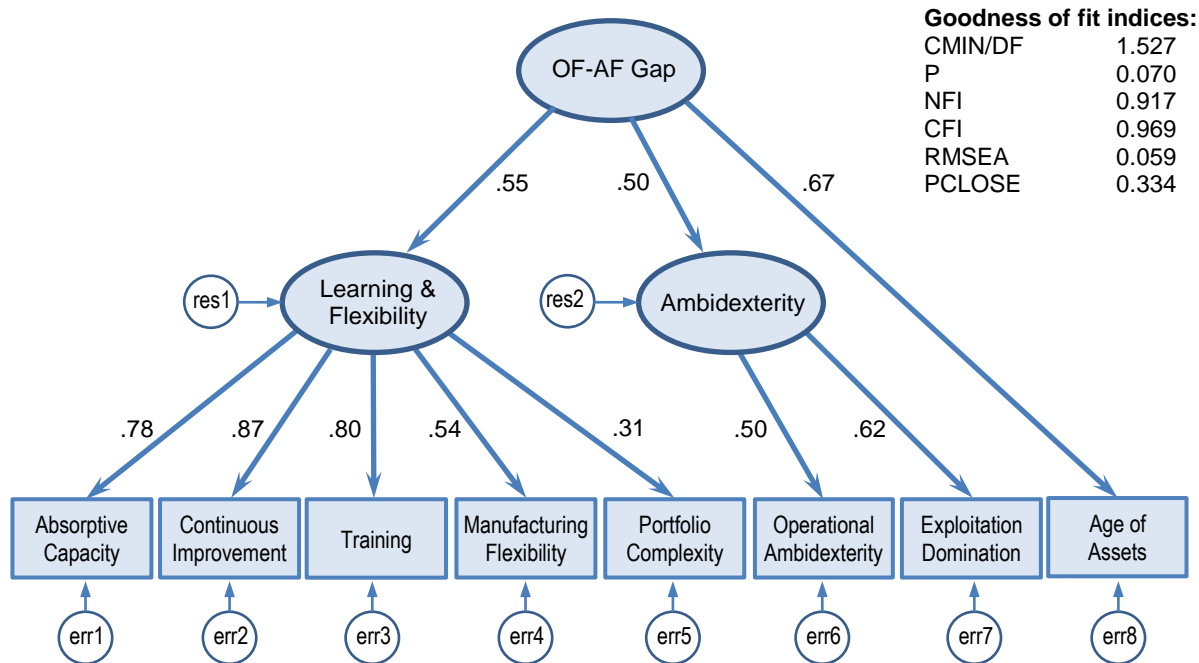 Goodness of fit indices:
CMIN/DF 1.527
P 0.070
NFI 0.917
CFI 0.969
RMSEA 0.059
PCLOSE 0.334
OF-AF Gap
.55
.50
.67
res1
Learning &
Flexibility
res2
Ambidexterity
.78
.87
.80
.54
.31
.50
.62
Absorptive
Capacity
Continuous
Improvement
Training
Manufacturing
Flexibility
Portfolio
Complexity
Operational
Ambidexterity
Exploitation
Domination
Age of
Assets
err1
err2
err3
err4
err5
err6
err7
err8